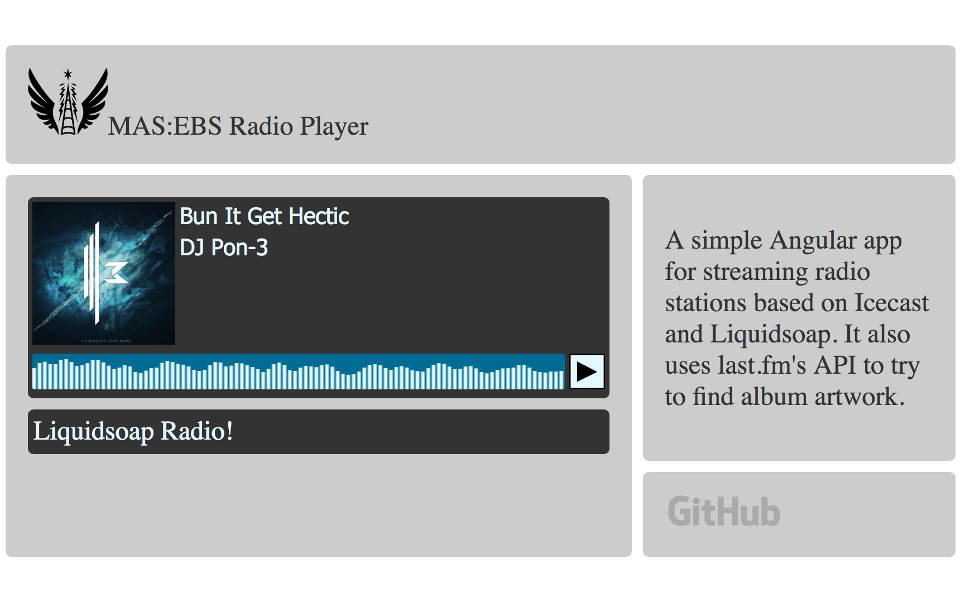 MAS:EBS Radio Player
Bun It Get Hectic
DJ Pon-3
Liquidsoap Radio!
A simple Angular app
for streaming radio
stations based on Icecast
and Liquidsoap. It also
uses last.fm's API to try
to find album artwork.
GitHub